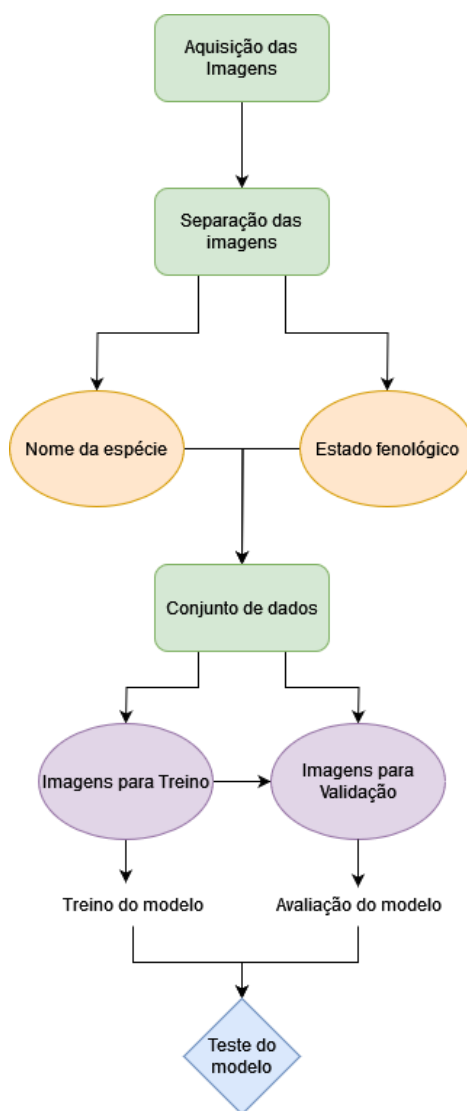 Aquisição das
Imagens
Separação das
imagens
Nome da espécie
Estado fenológico
Conjunto de dados
Imagens para Treino
Imagens para
Validação
Treino do modelo
Avaliação do modelo
Teste do
modelo